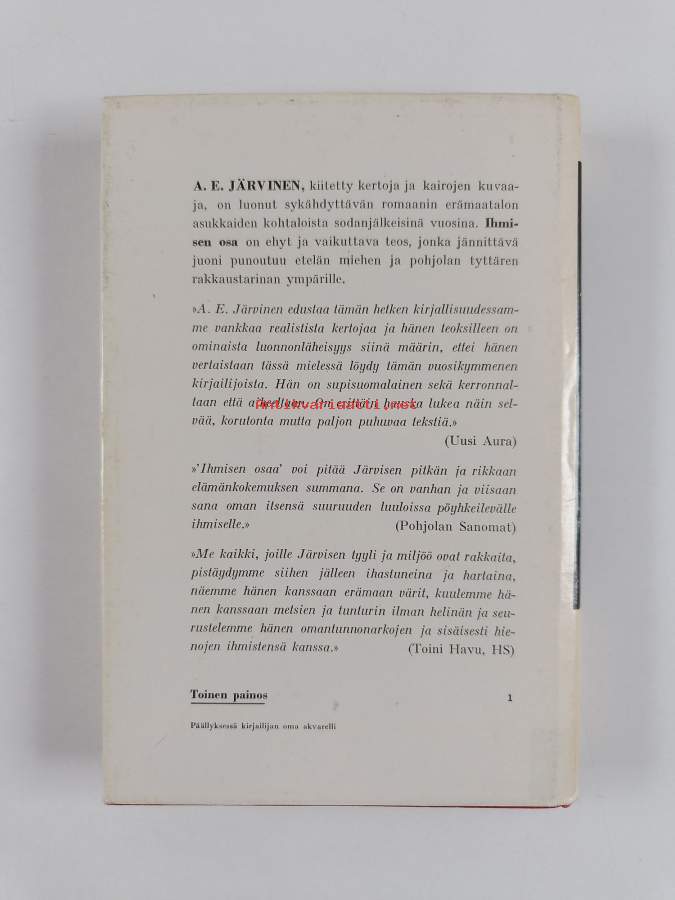 A. E. JÄRVINEN, kiitetty kertoja ja kairojen kuvaa-
ja, on luonut sykähdyttävän romaanin erämaatalon
asukkaiden kohtaloista sodanjälkeisinä vuosina. Ihmi-
sen osa on ehyt ja vaikuttava teos, jonka jännittävä
juoni punoutuu etelän miehen ja pohjolan tyttären
rakkaustarinan ympärille.
»A. E. Järvinen edustaa tämän hetken kirjallisuudessam-
me vankkaa realistista kertojaa ja hänen teoksilleen on
ominaista luonnonläheisyys siinä määrin, ettei hänen
vertaistaan tässä mielessä löydy tämän vuosikymmenen
kirjailijoista. Hän on supisuomalainen sekä kerronnal-
taan että aiheeltaan. On erittäin hauska lukea näin sel-
Antikvariaatti.net
vää, korutonta mutta paljon puhuvaa tekstiä.»
(Uusi Aura)
»'Ihmisen osaa' voi pitää Järvisen pitkän ja rikkaan
elämänkokemuksen summana. Se on vanhan ja viisaan
sana oman itsensä suuruuden luuloissa pöyhkeilevälle
ihmiselle.» (Pohjolan Sanomat)
»Me kaikki, joille Järvisen tyyli ja miljöö ovat rakkaita,
pistäydymme siihen jälleen ihastuneina ja hartaina,
näemme hänen kanssaan erämaan värit, kuulemme hä-
nen kanssaan metsien ja tunturin ilman helinän ja seu-
rustelemme hänen omantunnonarkojen ja sisäisesti hie-
nojen ihmistensä kanssa.» (Toini Havu, HS)
Toinen painos 1
Päällyksessä kirjailijan oma akvarelli